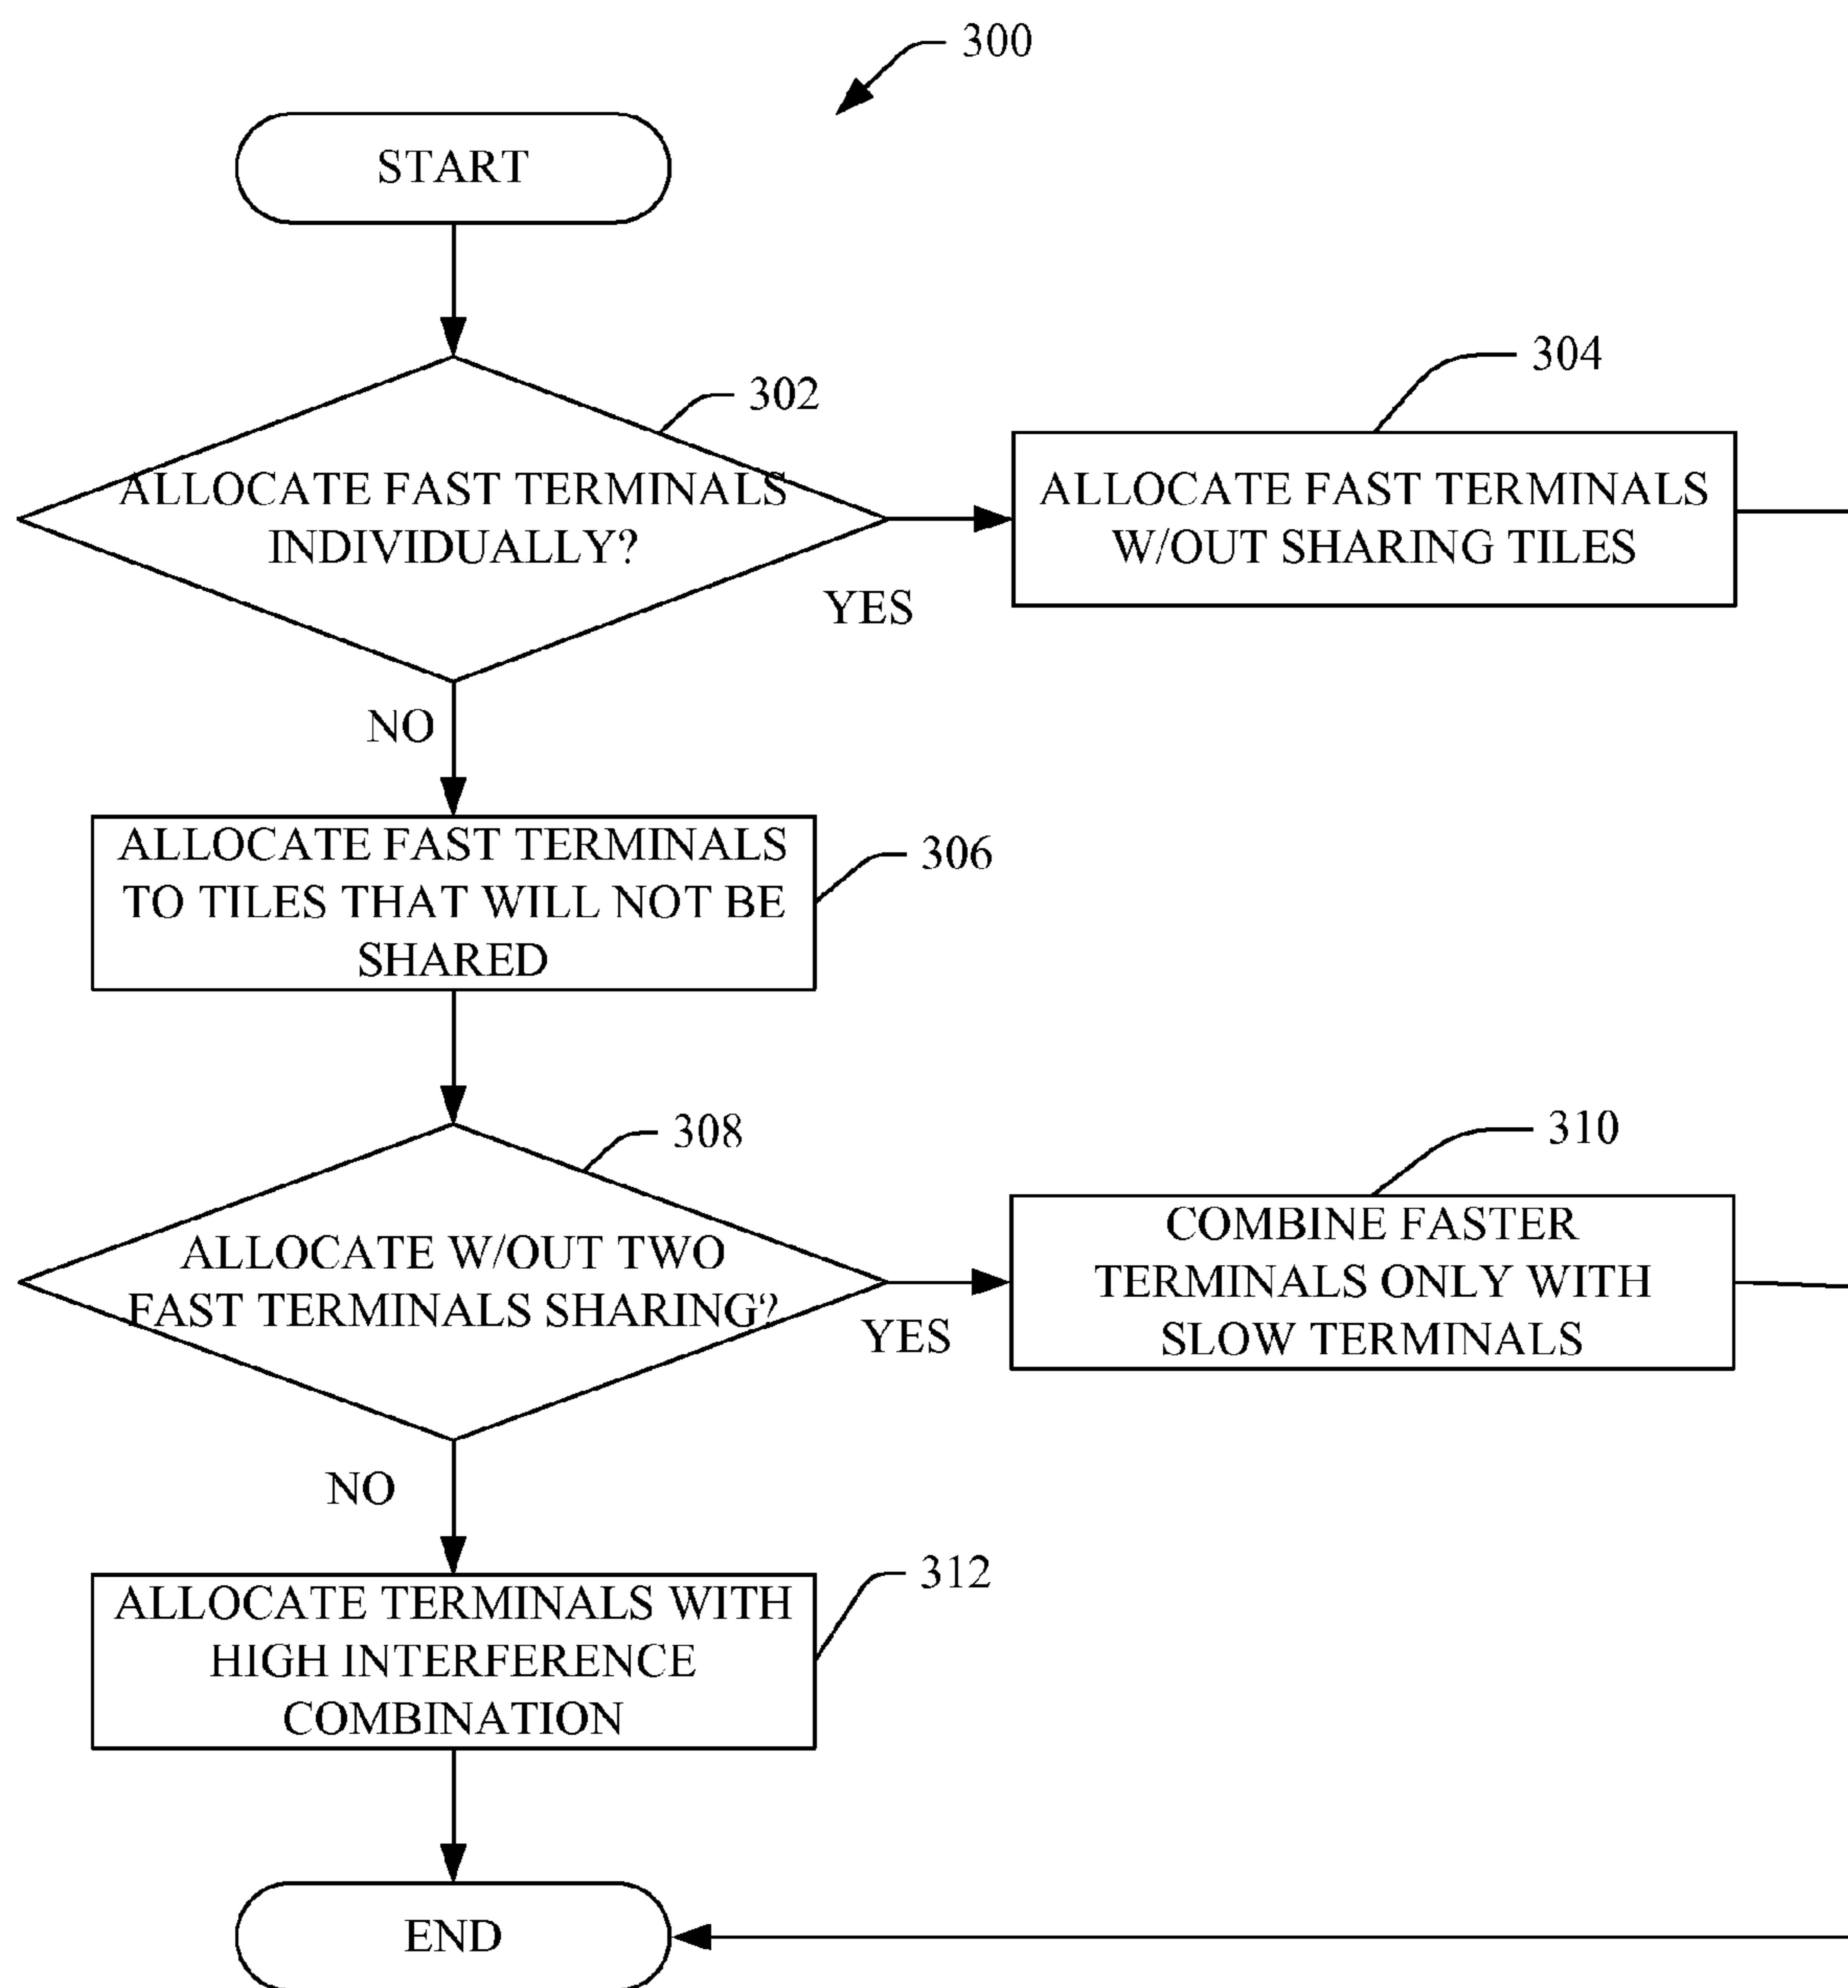 300
START
302
ALLOCATE FAST TERMINALS
INDIVIDUALLY?
YES
304
ALLOCATE FAST TERMINALS
W/OUT SHARING TILES
NO
306
ALLOCATE FAST TERMINALS
TO TILES THAT WILL NOT BE
SHARED
308
ALLOCATE W/OUT TWO
FAST TERMINALS SHARING?
YES
310
COMBINE FASTER
TERMINALS ONLY WITH
SLOW TERMINALS
NO
312
ALLOCATE TERMINALS WITH
HIGH INTERFERENCE
COMBINATION
END